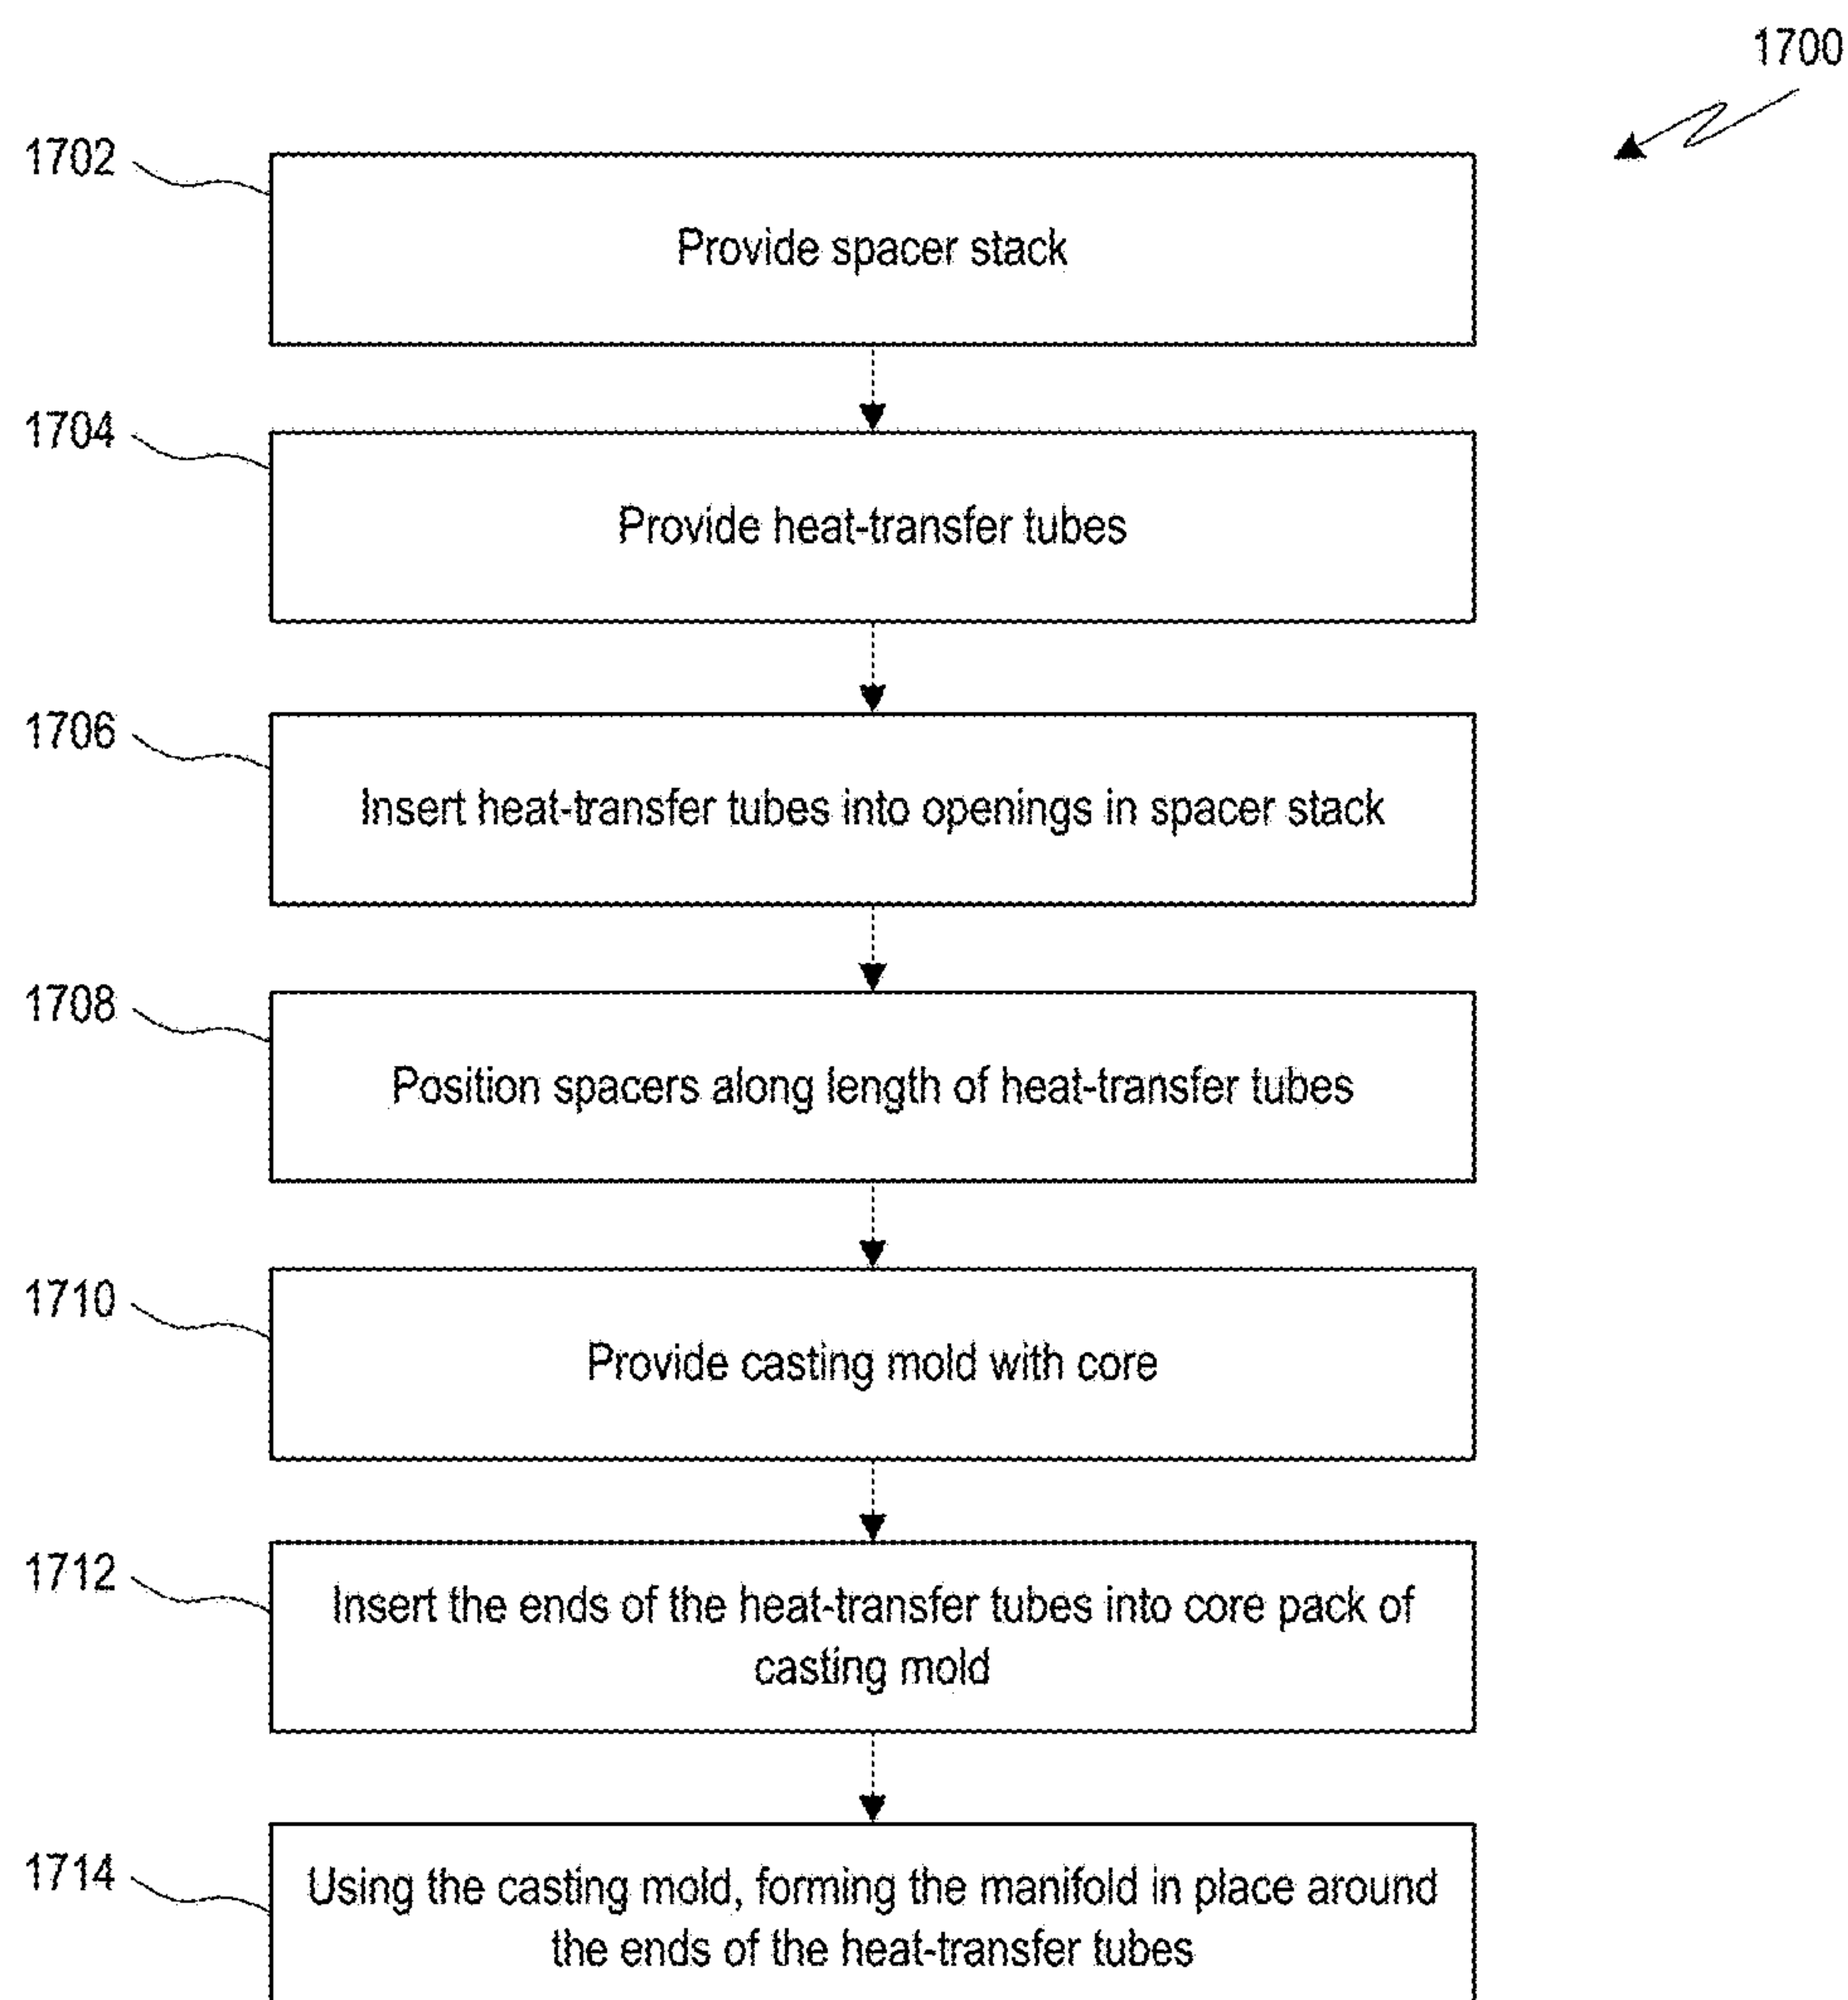 1700
1702
Provide spacer stack
1704
Provide heat-transfer tubes
1706
Insert heat-transfer tubes into openings in spacer stack
1708
Position spacers along length of heat-transfer tubes
1710
Provide casting mold with core
1712
Insert the ends of the heat-transfer tubes into core pack of
casting mold
1714
Using the casting mold, forming the manifold in place around
the ends of the heat-transfer tubes